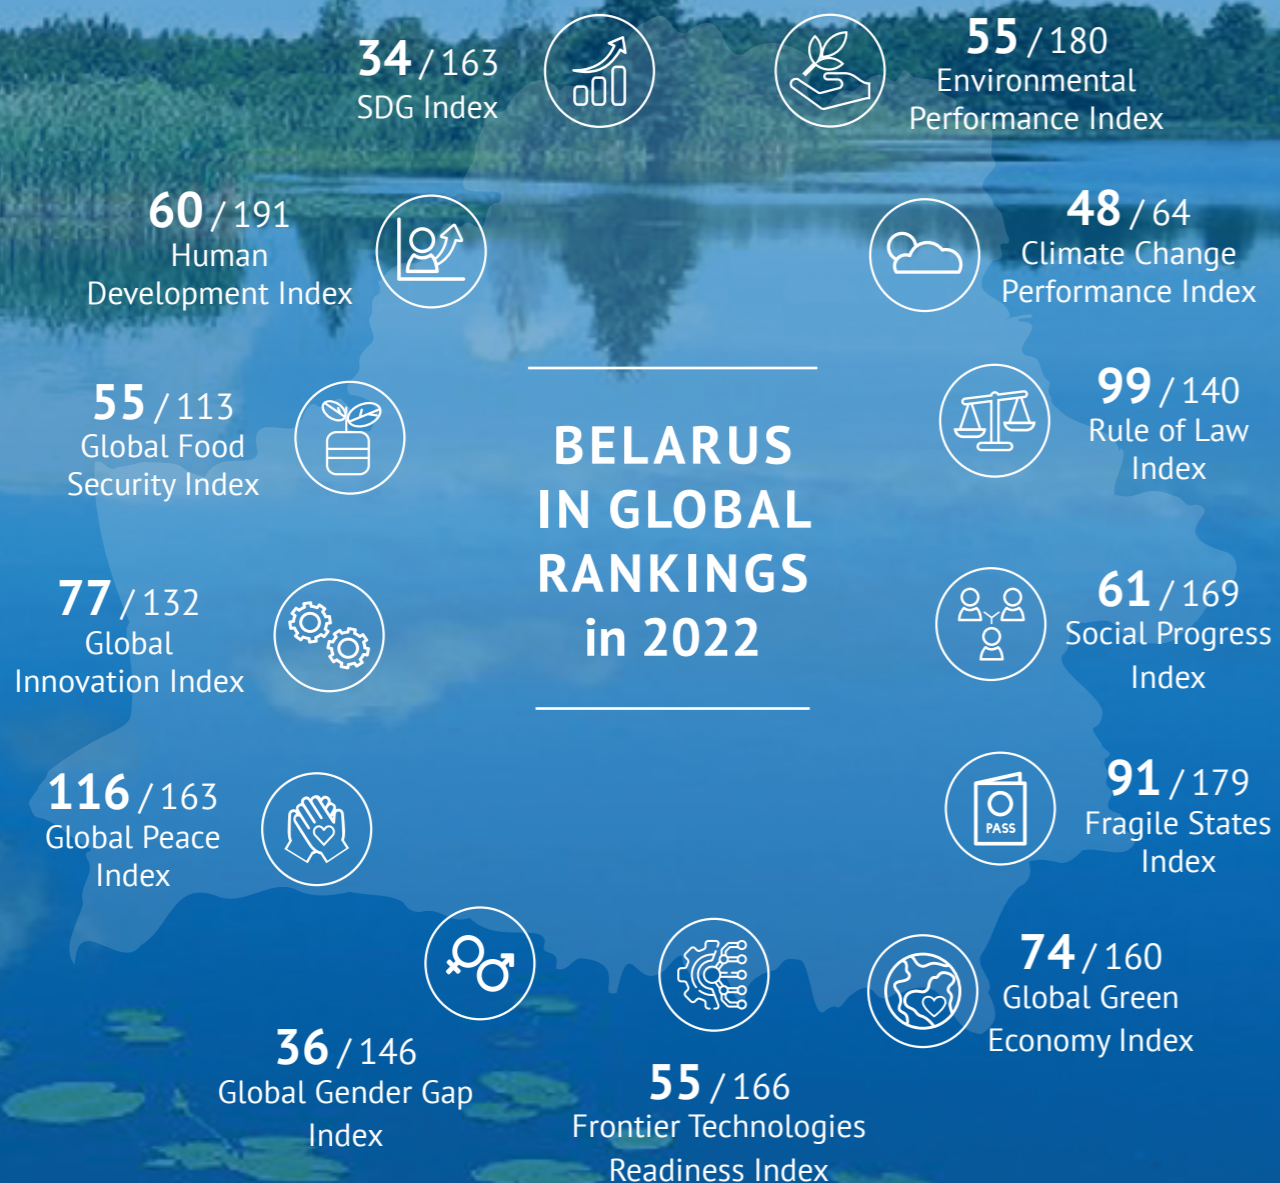 34 / 163
SDG Index
55 / 180
Environmental
Performance Index
60 / 191
Human
Development Index
48 / 64
Climate Change
Performance Index
55 / 113
Global Food
Security Index
99 / 140
Rule of Law
Index
BELARUS
IN GLOBAL
RANKINGS
in 2022
77 / 132
Global
Innovation Index
61 / 169
Social Progress
Index
116 / 163
Global Peace
Index
PASS
91 / 179
Fragile States
Index
74 / 160
Global Green
Economy Index
36 / 146
Global Gender Gap
Index
55 / 166
Frontier Technologies
Readiness Index